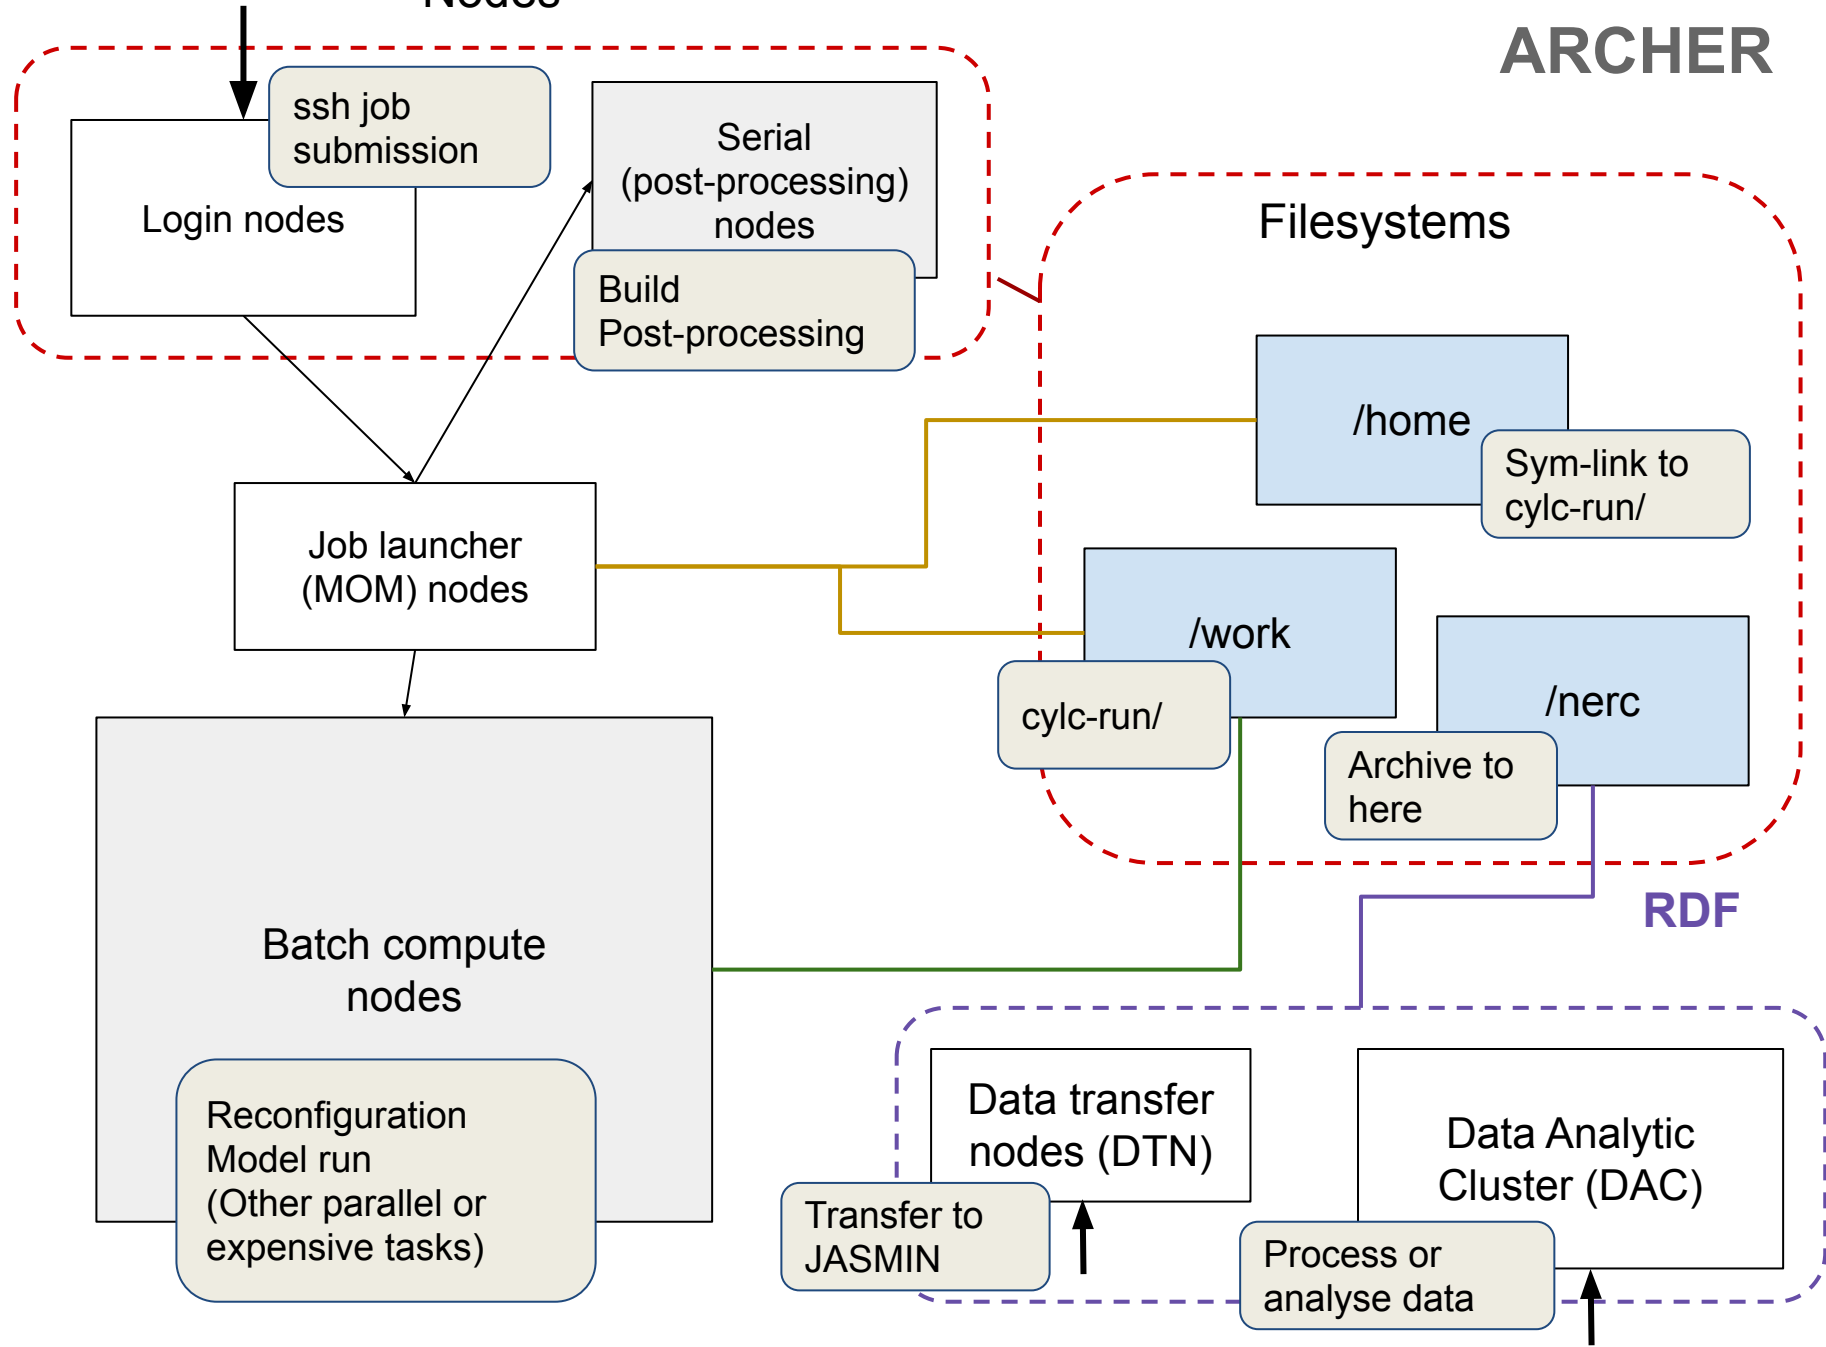 Nodes
ARCHER
ssh job
submission
Login nodes
Serial
(post-processing)
nodes
Build
Post-processing
Filesystems
/home
Sym-link to
cylc-run/
Job launcher
(MOM) nodes
/work
cylc-run/
/nerc
Archive to
here
RDF
Batch compute
nodes
Reconfiguration
Model run
(Other parallel or
expensive tasks)
Data transfer
nodes (DTN)
Transfer to
JASMIN
Data Analytic
Cluster (DAC)
Process or
analyse data